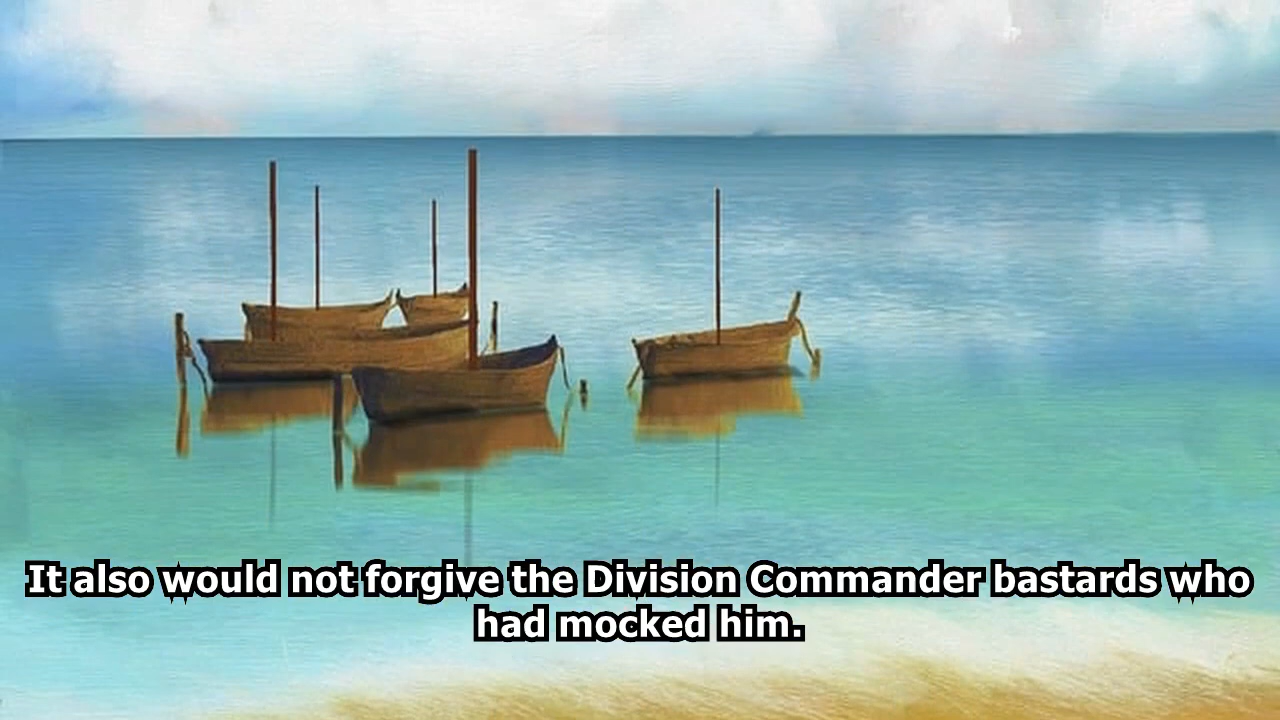 It also would not forgive the Division Commander bastards who
had mocked him.